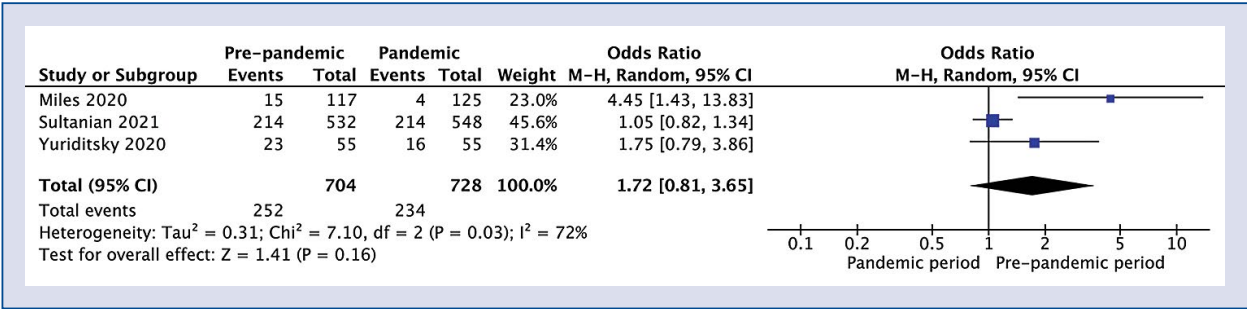 Pre-pandemic Pandemic Odds Ratio Odds Ratio
Study or Subgroup Events Total Events Total Weight M-H, Random, 95% CI M-H, Random, 95% CI
Miles 2020 15 117 4 125 23.0% 4.45 [1.43, 13.83]
Sultanian 2021 214 532 214 548 45.6% 1.05 [0.82, 1.34]
Yuriditsky 2020 23 55 16 55 31.4% 1.75 [0.79, 3.86]
Total (95% CI) 704 728 100.0% 1.72 [0.81, 3.65]
Total events 252 234
Heterogeneity: Tau² = 0.31; Chi² = 7.10, df = 2 (P = 0.03); I² = 72%
Test for overall effect: Z = 1.41 (P = 0.16)
0.1 0.2 0.5 1 2 5 10
Pandemic period Pre-pandemic period